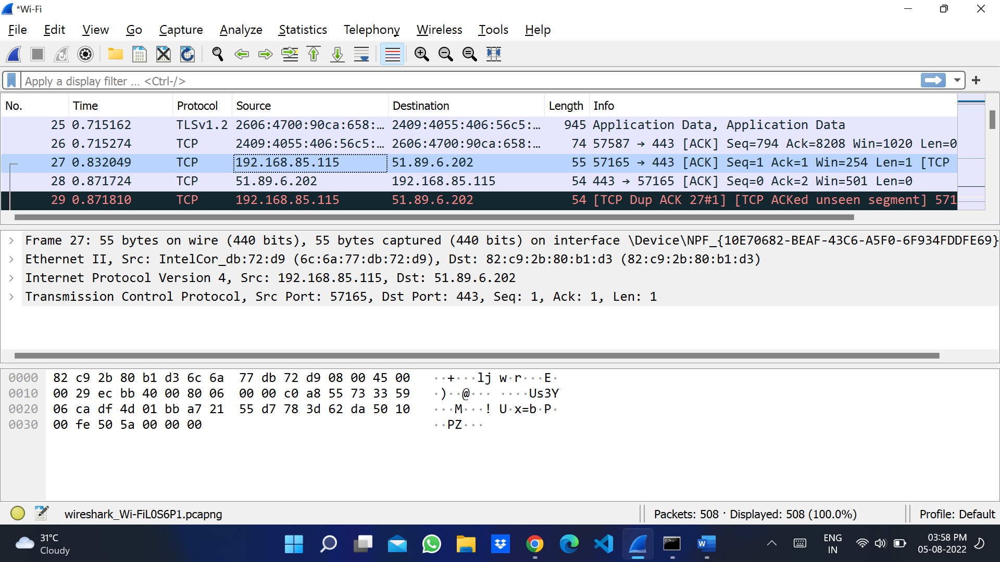 *Wi-Fi
File Edit View Go Capture Analyze Statistics Telephony Wireless Tools Help
Apply a display filter ... <Ctrl-/>
No. Time Protocol Source Destination Length Info
25 0.715162 TLSv1.2 2606:4700:90ca:658:… 2409:4055:406:56c5:… 945 Application Data, Application Data
26 0.715274 TCP 2409:4055:406:56c5:… 2606:4700:90ca:658:… 74 57587 → 443 [ACK] Seq=794 Ack=8208 Win=1020 Len=0
27 0.832049 TCP 192.168.85.115 51.89.6.202 55 57165 → 443 [ACK] Seq=1 Ack=1 Win=254 Len=1 [TCP
28 0.871724 TCP 51.89.6.202 192.168.85.115 54 443 → 57165 [ACK] Seq=0 Ack=2 Win=501 Len=0
29 0.871810 TCP 192.168.85.115 51.89.6.202 54 [TCP Dup ACK 27#1] [TCP ACKed unseen segment] 571
Frame 27: 55 bytes on wire (440 bits), 55 bytes captured (440 bits) on interface \Device\NPF_{10E70682-BEAF-43C6-A5F0-6F934FDDFE69}
Ethernet II, Src: IntelCor_db:72:d9 (6c:6a:77:db:72:d9), Dst: 82:c9:2b:80:b1:d3 (82:c9:2b:80:b1:d3)
Internet Protocol Version 4, Src: 192.168.85.115, Dst: 51.89.6.202
Transmission Control Protocol, Src Port: 57165, Dst Port: 443, Seq: 1, Ack: 1, Len: 1
0000 82 c9 2b 80 b1 d3 6c 6a 77 db 72 d9 08 00 45 00 ··+···lj w·r···E·
0010 00 29 ec bb 40 00 80 06 00 00 c0 a8 55 73 33 59 ·)··@··· ····Us3Y
0020 06 ca df 4d 01 bb a7 21 55 d7 78 3d 62 da 50 10 ···M···! U·x=b·P·
0030 00 fe 50 5a 00 00 00 ··PZ···
wireshark_Wi-FiL0S6P1.pcapng Packets: 508 · Displayed: 508 (100.0%) Profile: Default
31°C
Cloudy
ENG
IN
03:58 PM
05-08-2022